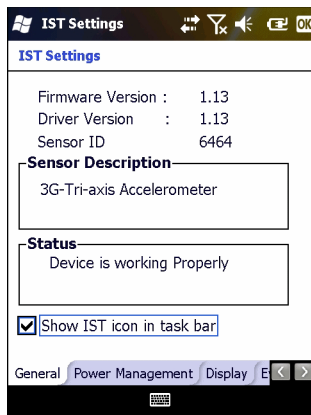 IST Settings
OK
IST Settings
Firmware Version : 1.13
Driver Version : 1.13
Sensor ID 6464
Sensor Description
3G-Tri-axis Accelerometer
Status
Device is working Properly
Show IST icon in task bar
General Power Management Display